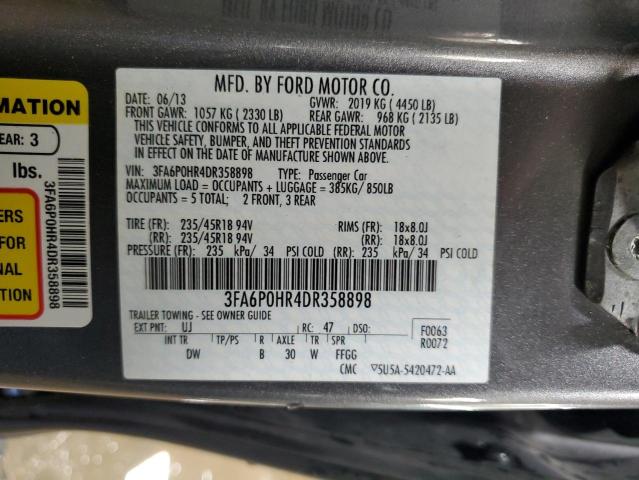 MFD. BY FORD MOTOR CO.
DATE: 06/13 GVWR: 2019 KG ( 4450 LB)
FRONT GAWR: 1057 KG ( 2330 LB) REAR GAWR: 968 KG ( 2135 LB)
THIS VEHICLE CONFORMS TO ALL APPLICABLE FEDERAL MOTOR
VEHICLE SAFETY, BUMPER, AND THEFT PREVENTION STANDARDS
IN EFFECT ON THE DATE OF MANUFACTURE SHOWN ABOVE.
VIN: 3FA6P0HR4DR358898 TYPE: Passenger Car
MAXIMUM LOAD = OCCUPANTS + LUGGAGE = 385KG/ 850LB
OCCUPANTS = 5 TOTAL; 2 FRONT, 3 REAR
TIRE (FR): 235/45R18 94V RIMS (FR): 18x8.0J
(RR): 235/45R18 94V (RR): 18x8.0J
PRESSURE (FR): 235 kPa/ 34 PSI COLD (RR): 235 kPa/ 34 PSI COLD
3FA6P0HR4DR358898
TRAILER TOWING - SEE OWNER GUIDE
EXT PNT: UJ RC: 47 DSO: F0063
R0072
INT TR TP/PS R AXLE TR SPR
DW B 30 W FFGG
CMC 5U5A-5420472-AA
RMATION
EAR: 3
lbs.
ERS
FOR
NAL
ION
3FA6P0HR4DR358898